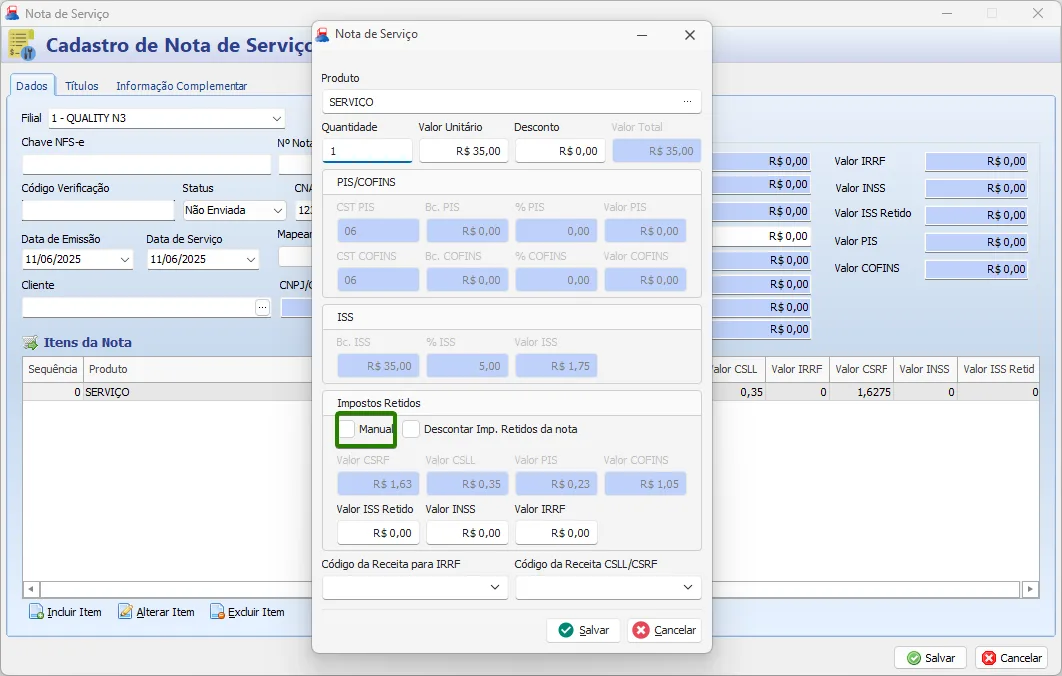 Nota de Serviço
Cadastro de Nota de Serviço
Dados Títulos Informação Complementar
Filial 1 - QUALITY N3
Chave NFS-e Nº Nota
Código Verificação Status
Não Enviada 123
Data de Emissão Data de Serviço Mapear
11/06/2025 11/06/2025
Cliente CNPJ/C
...
Itens da Nota
Sequência Produto
0 SERVIÇO
Incluir Item Alterar Item Excluir Item
Nota de Serviço
Produto
SERVIÇO ...
Quantidade Valor Unitário Desconto Valor Total
1 R$ 35,00 R$ 0,00 R$ 35,00
PIS/COFINS
CST PIS Bc. PIS % PIS Valor PIS
06 R$ 0,00 0,00 R$ 0,00
CST COFINS Bc. COFINS % COFINS Valor COFINS
06 R$ 0,00 0,00 R$ 0,00
ISS
Bc. ISS % ISS Valor ISS
R$ 35,00 5,00 R$ 1,75
Impostos Retidos
Manual Descontar Imp. Retidos da nota
Valor CSRF Valor CSLL Valor PIS Valor COFINS
R$ 1,63 R$ 0,35 R$ 0,23 R$ 1,05
Valor ISS Retido Valor INSS Valor IRRF
R$ 0,00 R$ 0,00 R$ 0,00
Código da Receita para IRRF Código da Receita CSLL/CSRF
Salvar Cancelar
R$ 0,00 Valor IRRF R$ 0,00
R$ 0,00 Valor INSS R$ 0,00
R$ 0,00 Valor ISS Retido R$ 0,00
R$ 0,00 Valor PIS R$ 0,00
R$ 0,00 Valor COFINS R$ 0,00
R$ 0,00
R$ 0,00
R$ 0,00
alor CSLL Valor IRRF Valor CSRF Valor INSS Valor ISS Retid
0,35 0 1,6275 0 0
Salvar Cancelar